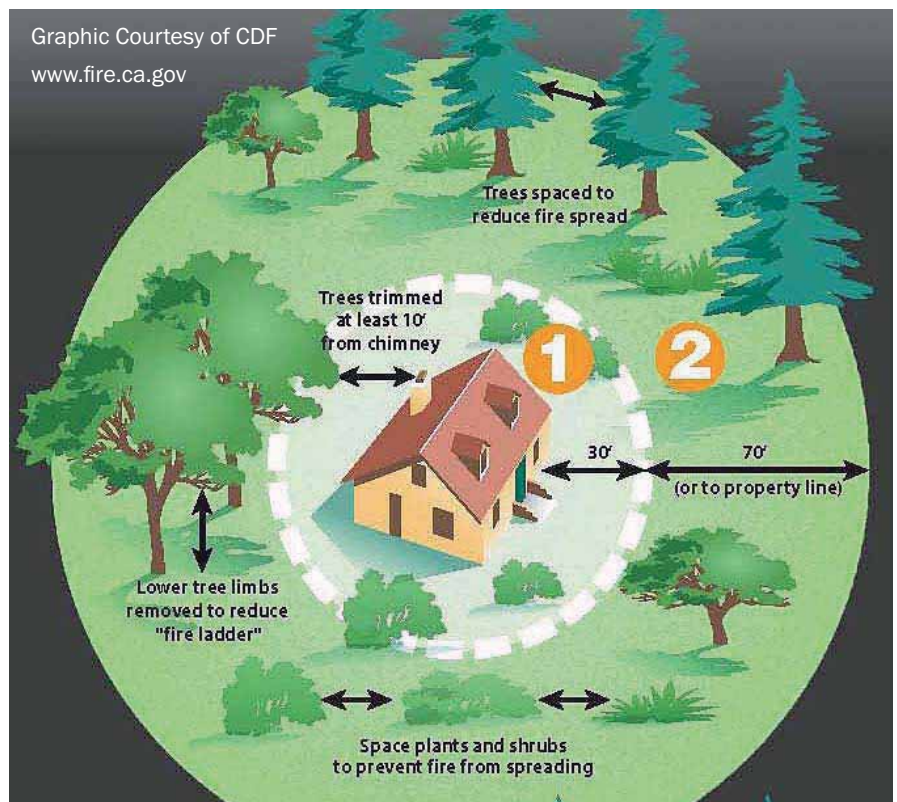 Graphic Courtesy of CDF
www.fire.ca.gov
Trees spaced to
reduce fire spread
Trees trimmed
at least 10'
from chimney
1
2
30'
70'
(or to property line)
Lower tree limbs
removed to reduce
"fire ladder"
Space plants and shrubs
to prevent fire from spreading